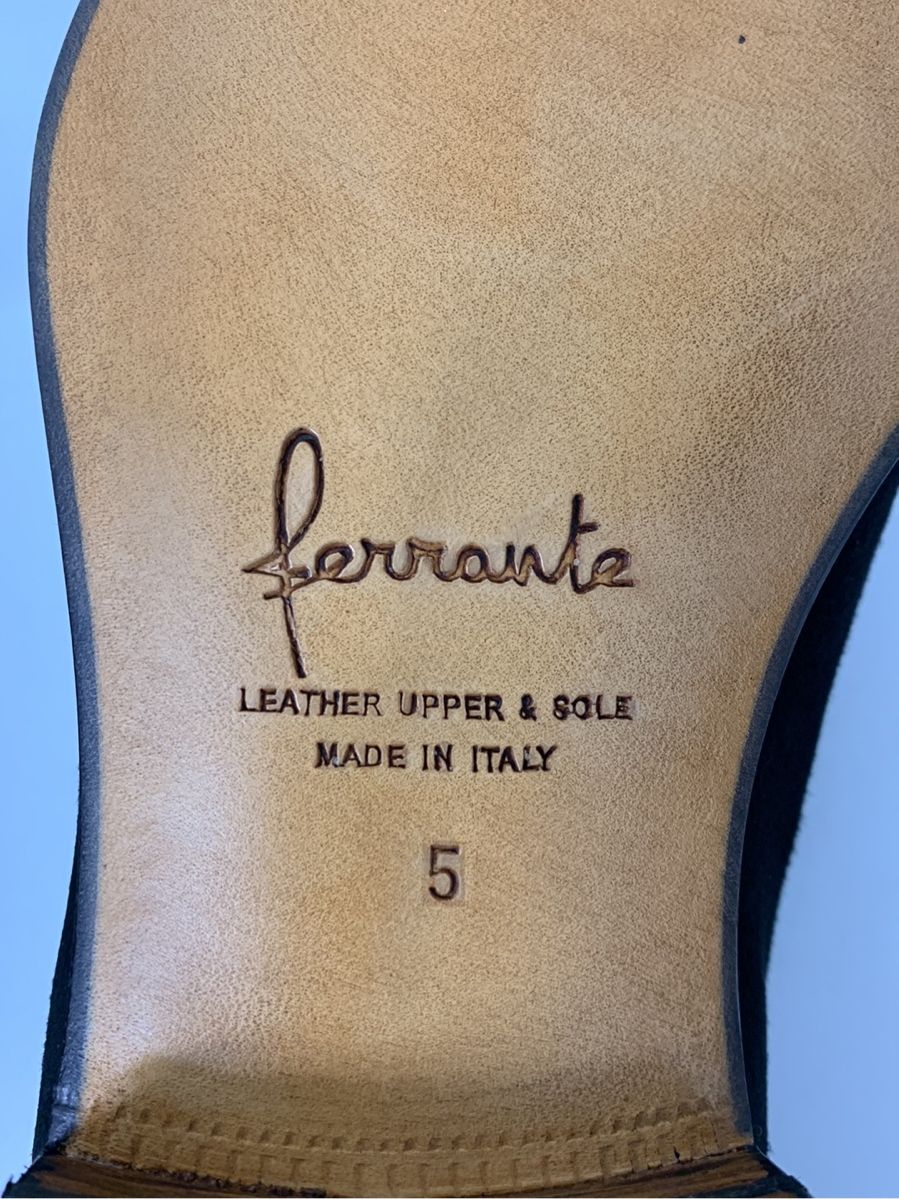 ferrante
LEATHER UPPER & SOLE
MADE IN ITALY
5